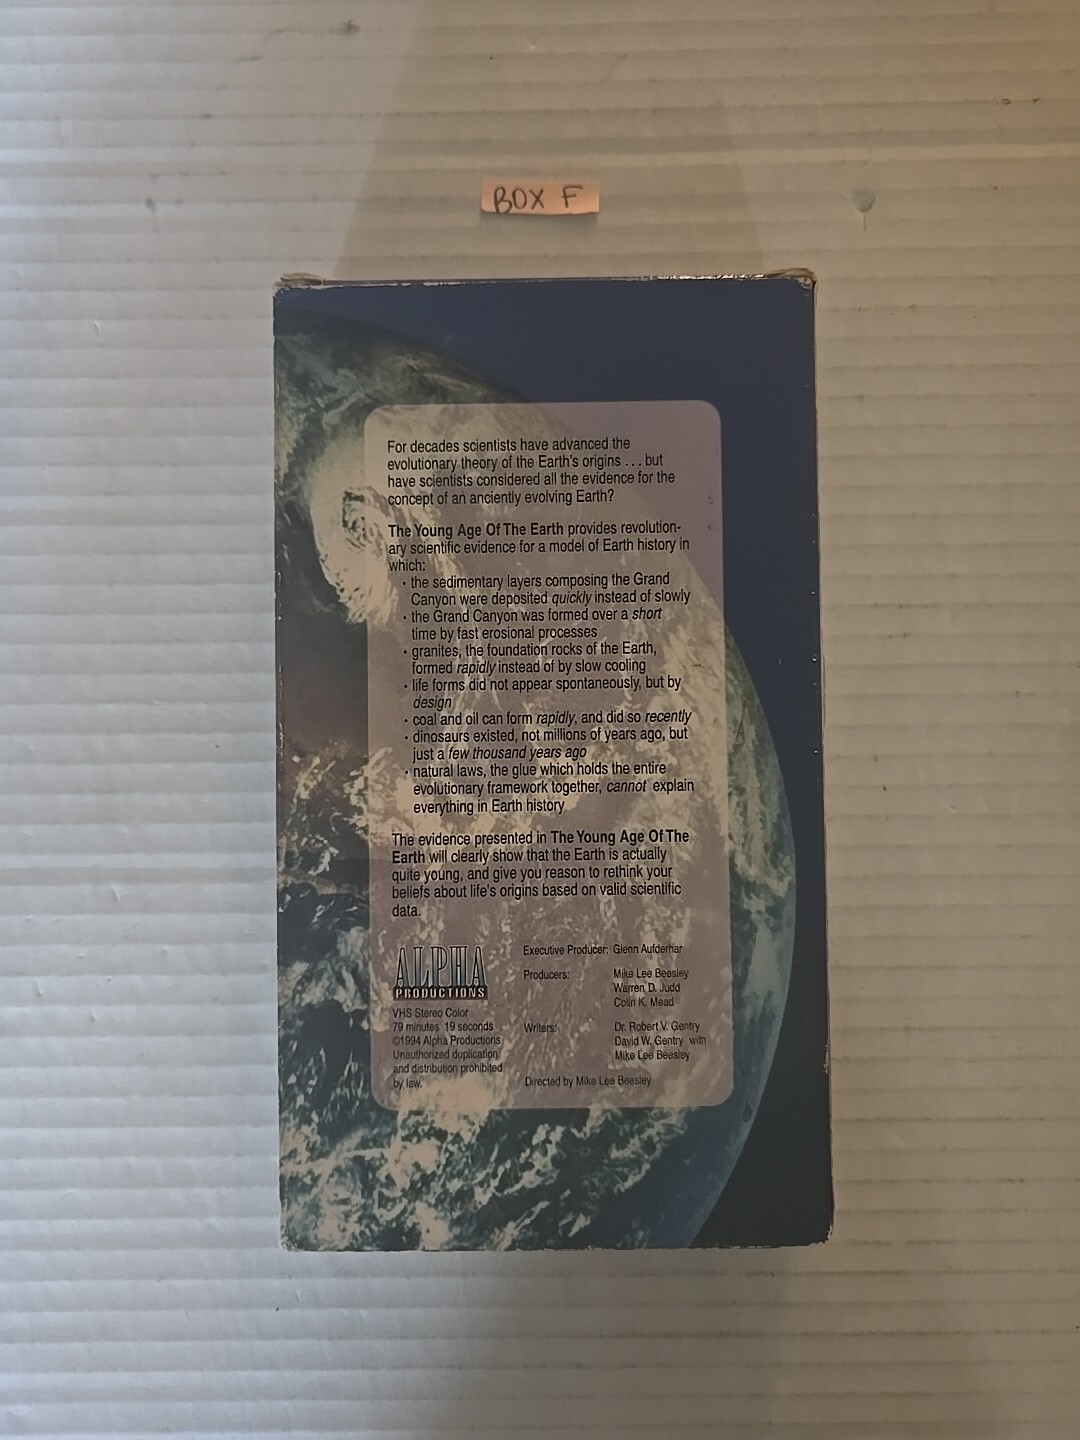 BOX F
For decades scientists have advanced the
evolutionary theory of the Earth's origins . . . but
have scientists considered all the evidence for the
concept of an anciently evolving Earth?
The Young Age Of The Earth provides revolution-
ary scientific evidence for a model of Earth history in
which:
· the sedimentary layers composing the Grand
Canyon were deposited quickly instead of slowly
· the Grand Canyon was formed over a short
time by fast erosional processes
· granites, the foundation rocks of the Earth,
formed rapidly instead of by slow cooling
· life forms did not appear spontaneously, but by
design
· coal and oil can form rapidly, and did so recently
· dinosaurs existed, not millions of years ago, but
just a few thousand years ago
· natural laws, the glue which holds the entire
evolutionary framework together, cannot explain
everything in Earth history
The evidence presented in The Young Age Of The
Earth will clearly show that the Earth is actually
quite young, and give you reason to rethink your
beliefs about life's origins based on valid scientific
data.
ALPHA
PRODUCTIONS
VHS Stereo Color
79 minutes 19 seconds
©1994 Alpha Productions
Unauthorized duplication
and distribution prohibited
by law.
Executive Producer: Glenn Aufderhar
Producers: Mike Lee Beesley
Warren D. Judd
Colin K. Mead
Writers: Dr. Robert V. Gentry
David W. Gentry with
Mike Lee Beesley
Directed by Mike Lee Beesley